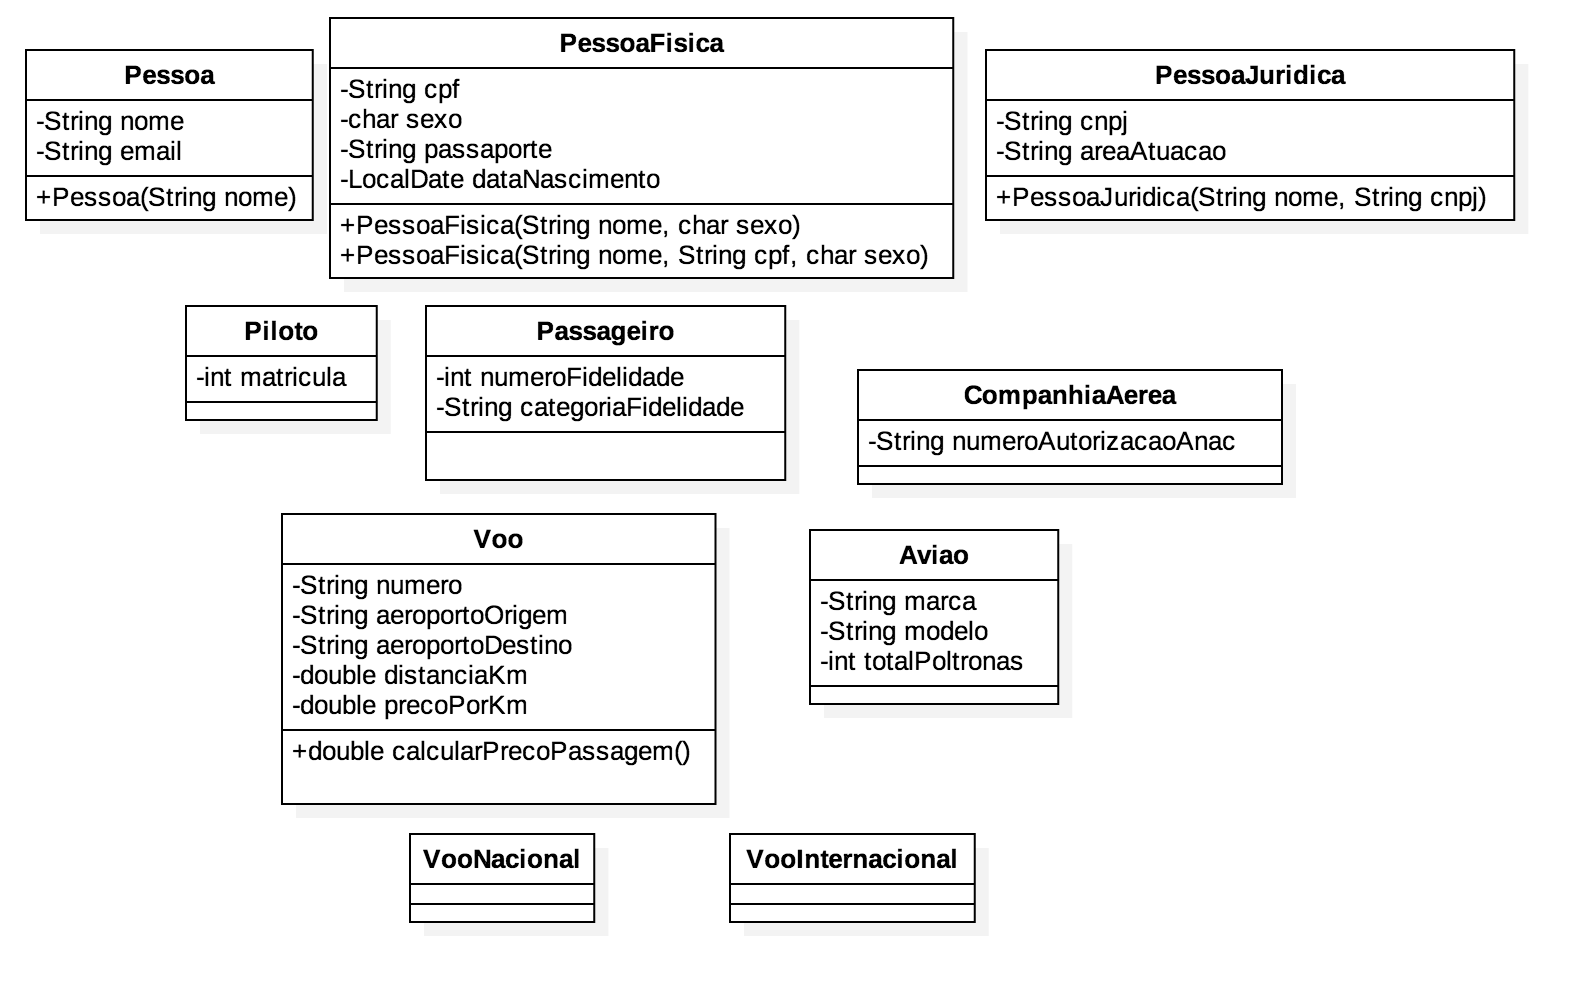 Pessoa
-String nome
-String email
+Pessoa(String nome)
PessoaFisica
-String cpf
-char sexo
-String passaporte
-LocalDate dataNascimento
+PessoaFisica(String nome, char sexo)
+PessoaFisica(String nome, String cpf, char sexo)
PessoaJuridica
-String cnpj
-String areaAtuacao
+PessoaJuridica(String nome, String cnpj)
Piloto
-int matricula
Passageiro
-int numeroFidelidade
-String categoriaFidelidade
CompanhiaAerea
-String numeroAutorizacaoAnac
Voo
-String numero
-String aeroportoOrigem
-String aeroportoDestino
-double distanciaKm
-double precoPorKm
+double calcularPrecoPassagem()
Aviao
-String marca
-String modelo
-int totalPoltronas
VooNacional
VooInternacional